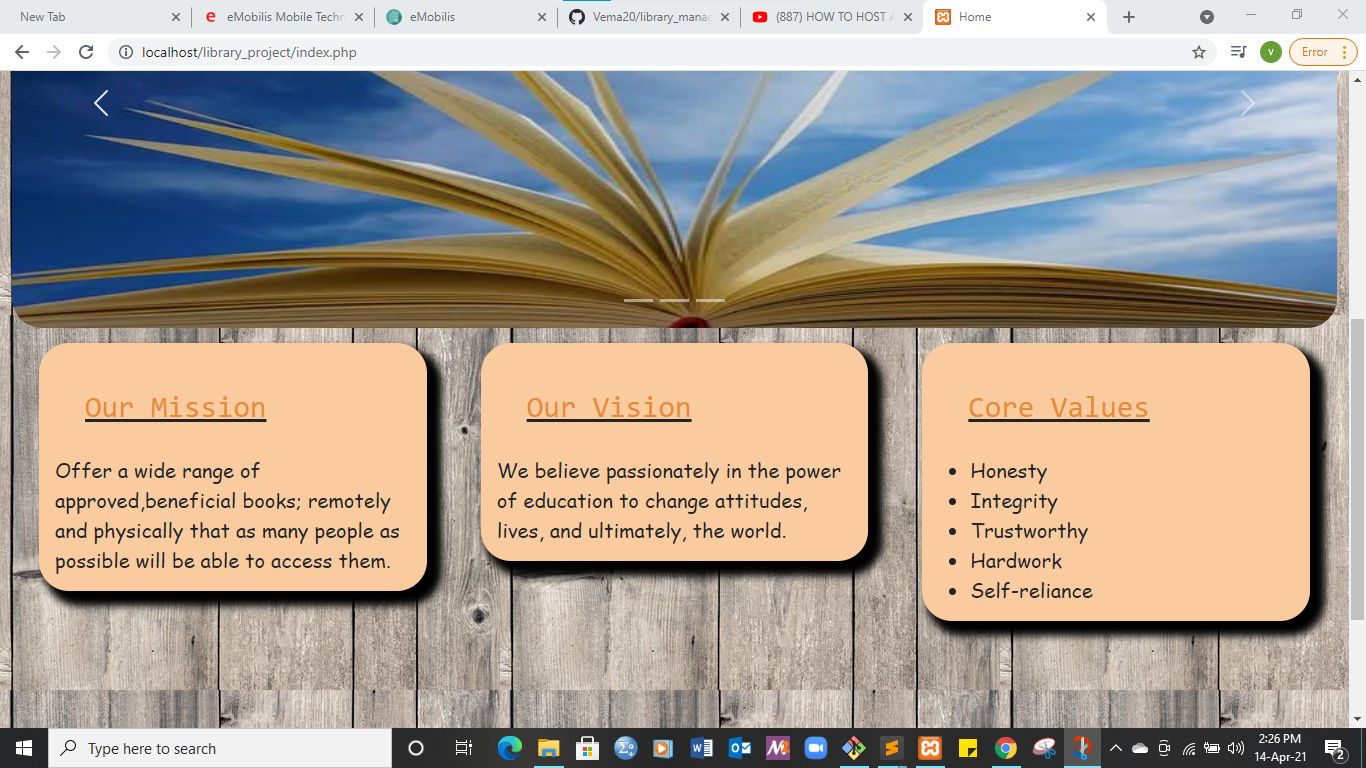 New Tab
eMobilis Mobile Techn
eMobilis
Vema20/library_manag
(887) HOW TO HOST A
Home
localhost/library_project/index.php
V
Error
Our Mission
Offer a wide range of
approved,beneficial books; remotely
and physically that as many people as
possible will be able to access them.
Our Vision
We believe passionately in the power
of education to change attitudes,
lives, and ultimately, the world.
Core Values
Honesty
Integrity
Trustworthy
Hardwork
Self-reliance
Type here to search
2:26 PM
14-Apr-21
2